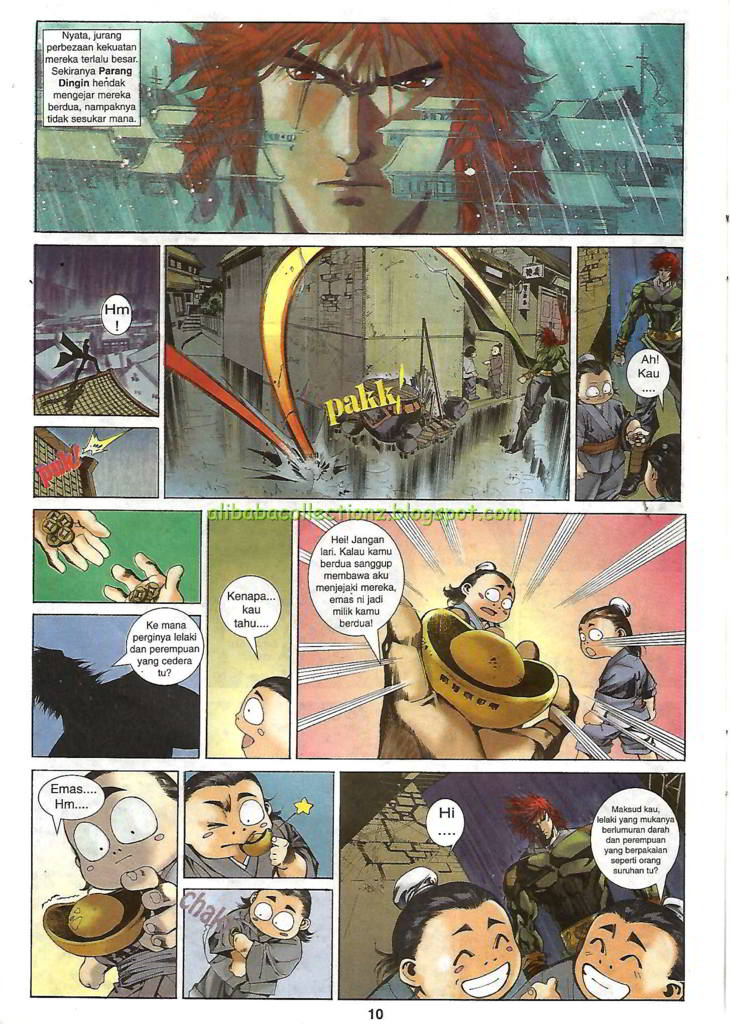 Nyata, jurang
perbezaan kekuatan
mereka terlalu besar.
Sekiranya Parang
Dingin hendak
mengejar mereka
berdua, nampaknya
tidak sesukar mana.
Hm
!
pakk!
Ah!
Kau
....
pakk!
alibabacollectionz.blogspot.com
Ke mana
perginya lelaki
dan perempuan
yang cedera
tu?
Kenapa...
kau
tahu....
Hei! Jangan
lari. Kalau kamu
berdua sanggup
membawa aku
menjejaki mereka,
emas ni jadi
milik kamu
berdua!
Emas....
Hm....
chak
Hi
....
Maksud kau,
lelaki yang mukanya
berlumuran darah
dan perempuan
yang berpakaian
seperti orang
suruhan tu?
10